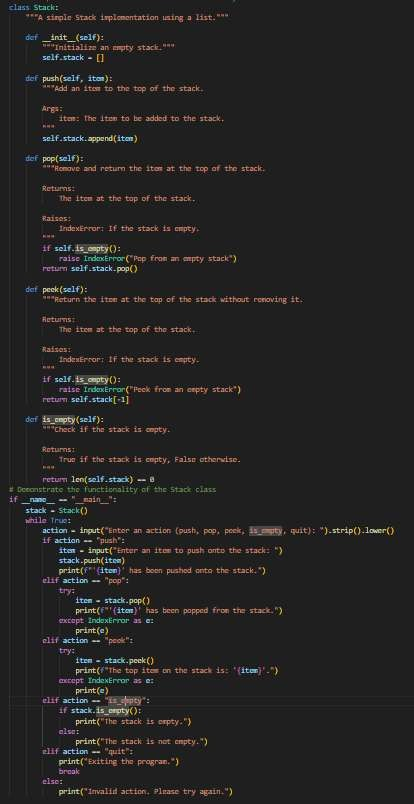 class Stack:
    """A simple Stack implementation using a list."""

    def __init__(self):
        """Initialize an empty stack."""
        self.stack = []

    def push(self, item):
        """Add an item to the top of the stack.

        Args:
            item: The item to be added to the stack.
        """
        self.stack.append(item)

    def pop(self):
        """Remove and return the item at the top of the stack.

        Returns:
            The item at the top of the stack.

        Raises:
            IndexError: If the stack is empty.
        """
        if self.is_empty():
            raise IndexError("Pop from an empty stack")
        return self.stack.pop()

    def peek(self):
        """Return the item at the top of the stack without removing it.

        Returns:
            The item at the top of the stack.

        Raises:
            IndexError: If the stack is empty.
        """
        if self.is_empty():
            raise IndexError("Peek from an empty stack")
        return self.stack[-1]

    def is_empty(self):
        """Check if the stack is empty.

        Returns:
            True if the stack is empty, False otherwise.
        """
        return len(self.stack) == 0
# Demonstrate the functionality of the Stack class
if __name__ == "__main__":
    stack = Stack()
    while True:
        action = input("Enter an action (push, pop, peek, is_empty, quit): ").strip().lower()
        if action == "push":
            item = input("Enter an item to push onto the stack: ")
            stack.push(item)
            print(f"'{item}' has been pushed onto the stack.")
        elif action == "pop":
            try:
                item = stack.pop()
                print(f"'{item}' has been popped from the stack.")
            except IndexError as e:
                print(e)
        elif action == "peek":
            try:
                item = stack.peek()
                print(f"The top item on the stack is: '{item}'.")
            except IndexError as e:
                print(e)
        elif action == "is_empty":
            if stack.is_empty():
                print("The stack is empty.")
            else:
                print("The stack is not empty.")
        elif action == "quit":
            print("Exiting the program.")
            break
        else:
            print("Invalid action. Please try again.")